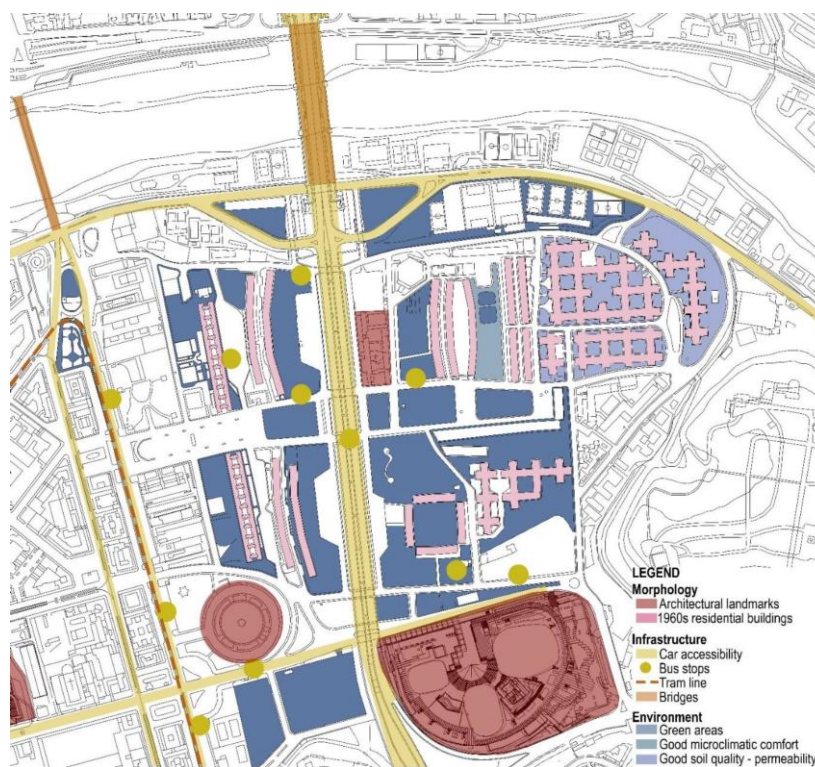 LEGEND
Morphology
Architectural landmarks
1960s residential buildings
Infrastructure
Car accessibility
Bus stops
Tram line
Bridges
Environment
Green areas
Good microclimatic comfort
Good soil quality - permeability